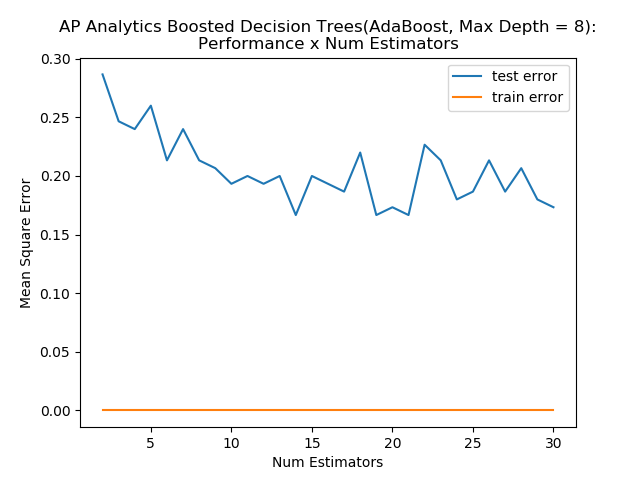 AP Analytics Boosted Decision Trees(AdaBoost, Max Depth = 8):
Performance x Num Estimators
test error
train error
Mean Square Error
0.30
0.25
0.20
0.15
0.10
0.05
0.00
5
10
15
20
25
30
Num Estimators